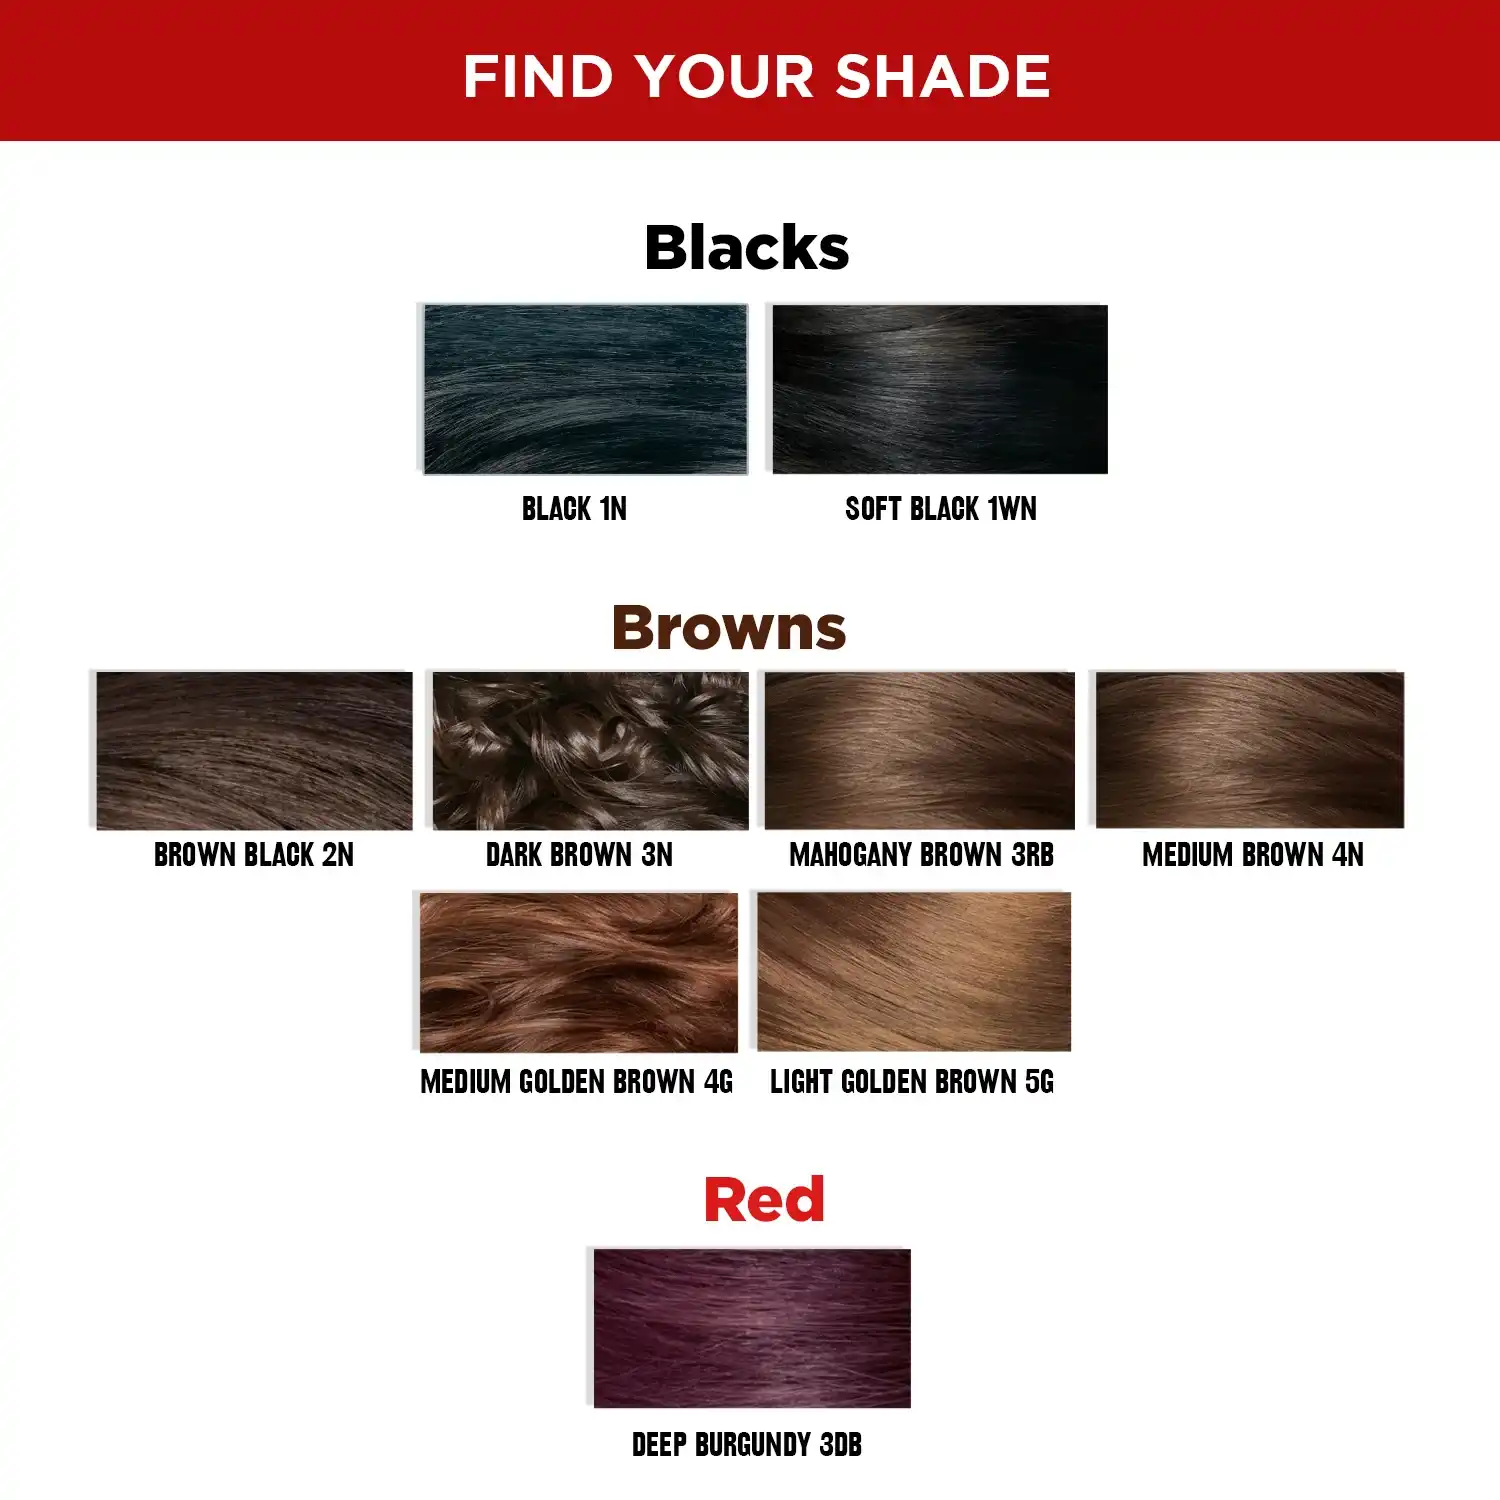 FIND YOUR SHADE
Blacks
BLACK 1N
SOFT BLACK 1WN
Browns
BROWN BLACK 2N
DARK BROWN 3N
MAHOGANY BROWN 3RB
MEDIUM BROWN 4N
MEDIUM GOLDEN BROWN 4G
LIGHT GOLDEN BROWN 5G
Red
DEEP BURGUNDY 3DB